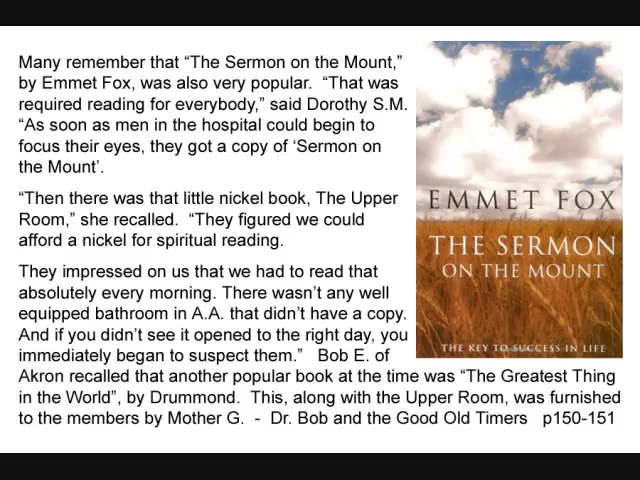 Many remember that “The Sermon on the Mount,”
by Emmet Fox, was also very popular.  “That was
required reading for everybody,” said Dorothy S.M.
“As soon as men in the hospital could begin to
focus their eyes, they got a copy of ‘Sermon on
the Mount’.
“Then there was that little nickel book, The Upper
Room,” she recalled.  “They figured we could
afford a nickel for spiritual reading.
They impressed on us that we had to read that
absolutely every morning. There wasn’t any well
equipped bathroom in A.A. that didn’t have a copy.
And if you didn’t see it opened to the right day, you
immediately began to suspect them.”   Bob E. of
Akron recalled that another popular book at the time was “The Greatest Thing
in the World”, by Drummond.  This, along with the Upper Room, was furnished
to the members by Mother G.  -  Dr. Bob and the Good Old Timers   p150-151
EMMET FOX
THE SERMON
ON THE MOUNT
THE KEY TO SUCCESS IN LIFE